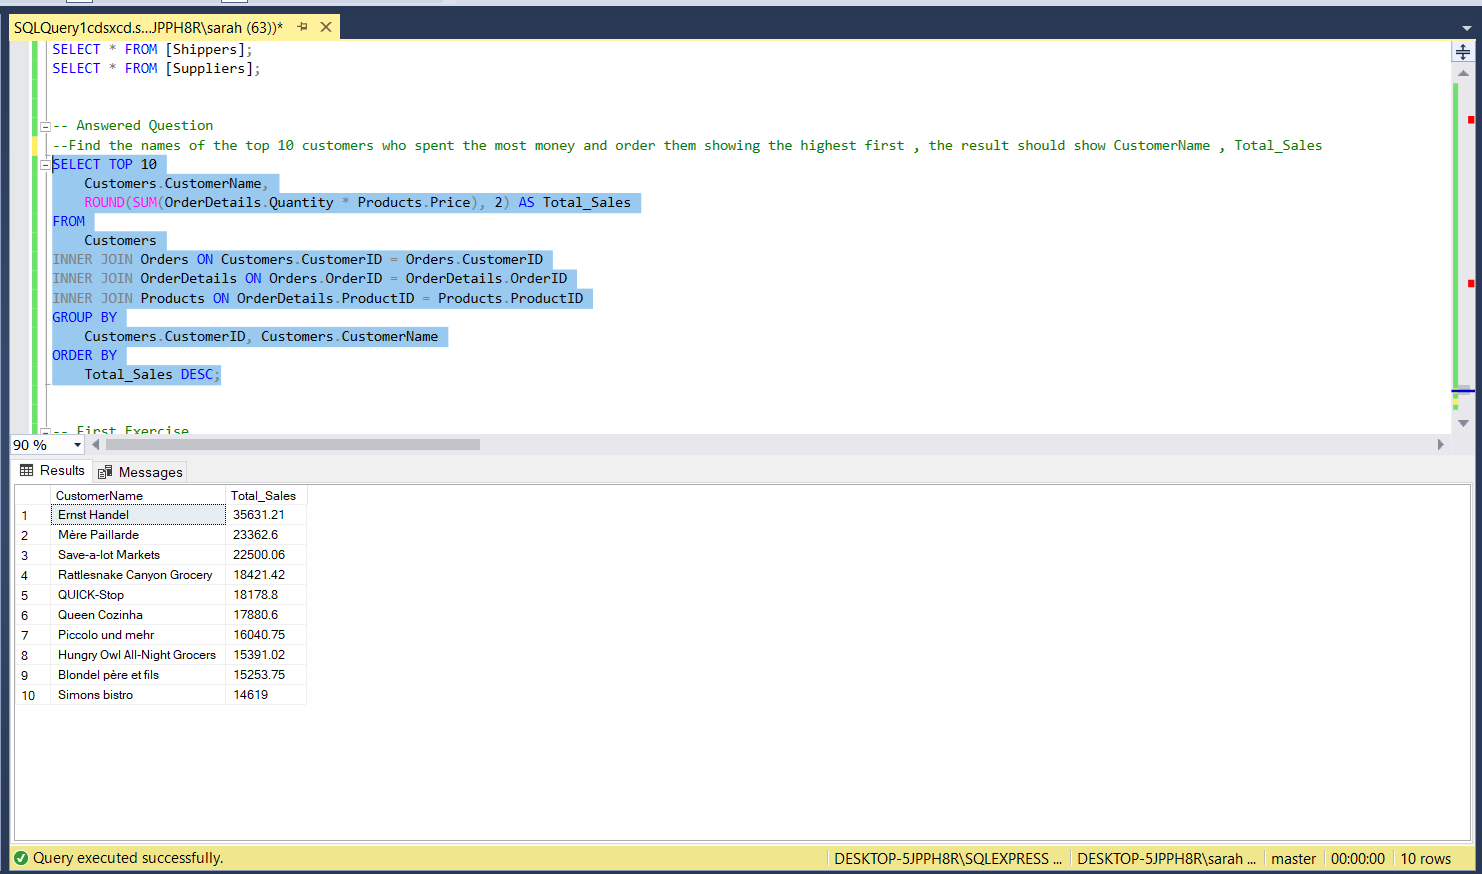 SQLQuery1cdsxcd.s...JPPH8R\sarah (63))*
SELECT * FROM [Shippers];
SELECT * FROM [Suppliers];
-- Answered Question
--Find the names of the top 10 customers who spent the most money and order them showing the highest first , the result should show CustomerName , Total_Sales
SELECT TOP 10
Customers.CustomerName,
ROUND(SUM(OrderDetails.Quantity * Products.Price), 2) AS Total_Sales
FROM
Customers
INNER JOIN Orders ON Customers.CustomerID = Orders.CustomerID
INNER JOIN OrderDetails ON Orders.OrderID = OrderDetails.OrderID
INNER JOIN Products ON OrderDetails.ProductID = Products.ProductID
GROUP BY
Customers.CustomerID, Customers.CustomerName
ORDER BY
Total_Sales DESC;
-- First Exercise
90 %
Results Messages
CustomerName Total_Sales
1 Ernst Handel 35631.21
2 Mère Paillarde 23362.6
3 Save-a-lot Markets 22500.06
4 Rattlesnake Canyon Grocery 18421.42
5 QUICK-Stop 18178.8
6 Queen Cozinha 17880.6
7 Piccolo und mehr 16040.75
8 Hungry Owl All-Night Grocers 15391.02
9 Blondel père et fils 15253.75
10 Simons bistro 14619
Query executed successfully. DESKTOP-5JPPH8R\SQLEXPRESS ... DESKTOP-5JPPH8R\sarah ... master 00:00:00 10 rows